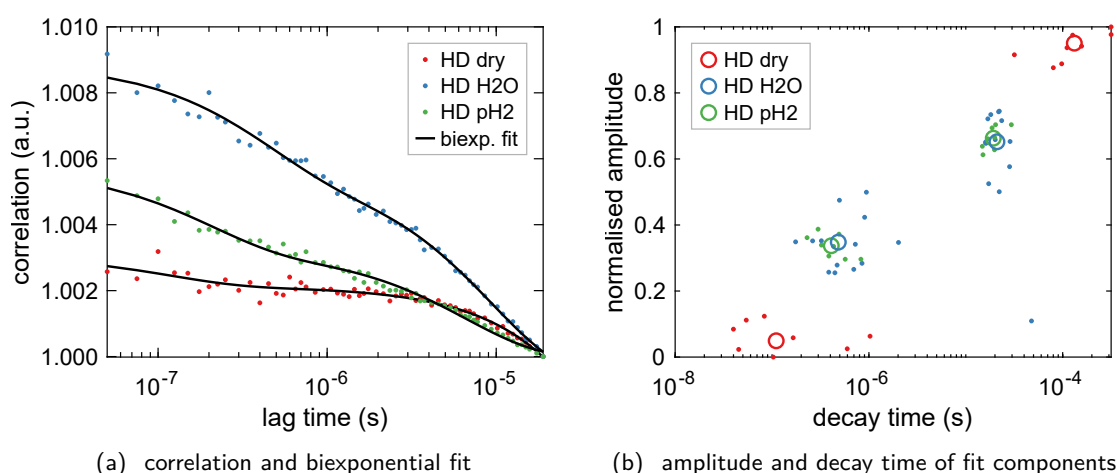 1.010
1.008
1.006
1.004
1.002
1.000
correlation (a.u.)
HD dry
HD H2O
HD pH2
biexp. fit
10-7
10-6
10-5
lag time (s)
(a) correlation and biexponential fit
1
0.8
0.6
0.4
0.2
0
normalised amplitude
HD dry
HD H2O
HD pH2
10-8
10-6
10-4
decay time (s)
(b) amplitude and decay time of fit components